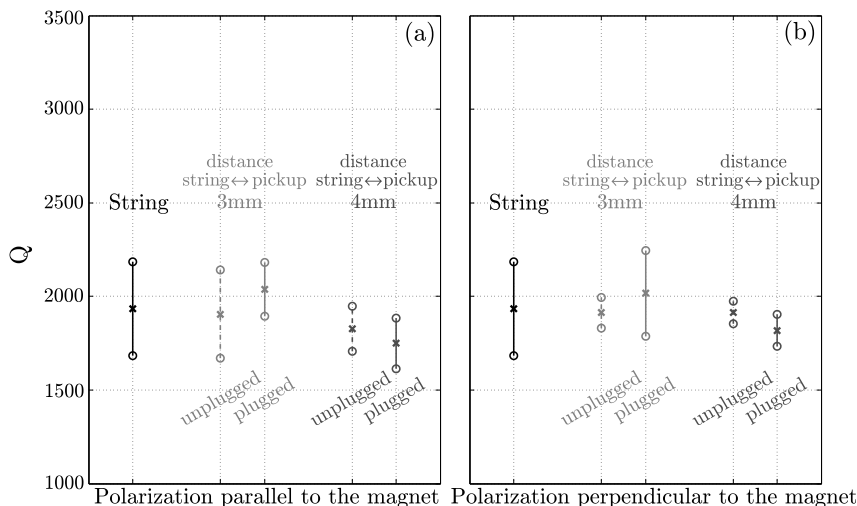 3500
3000
2500
2000
1500
1000
Q
(a)
distance
string↔pickup
3mm
distance
string↔pickup
4mm
String
unplugged
plugged
unplugged
plugged
Polarization parallel to the magnet
(b)
distance
string↔pickup
3mm
distance
string↔pickup
4mm
String
unplugged
plugged
unplugged
plugged
Polarization perpendicular to the magnet